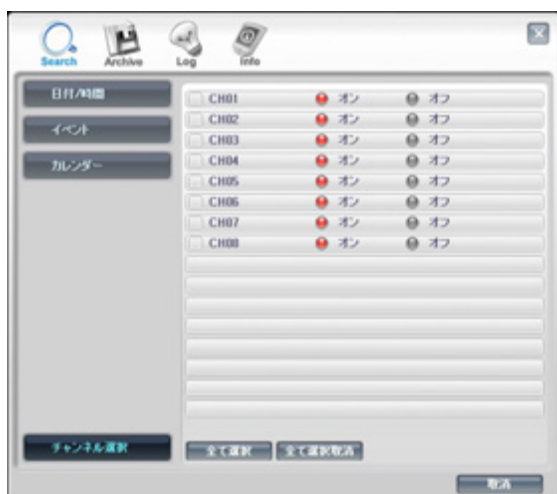 Search Archive Log Info
日付/時間
イベント
カレンダー
CH01 オン オフ
CH02 オン オフ
CH03 オン オフ
CH04 オン オフ
CH05 オン オフ
CH06 オン オフ
CH07 オン オフ
CH08 オン オフ
チャンネル選択 全て選択 全て選択取消
取消